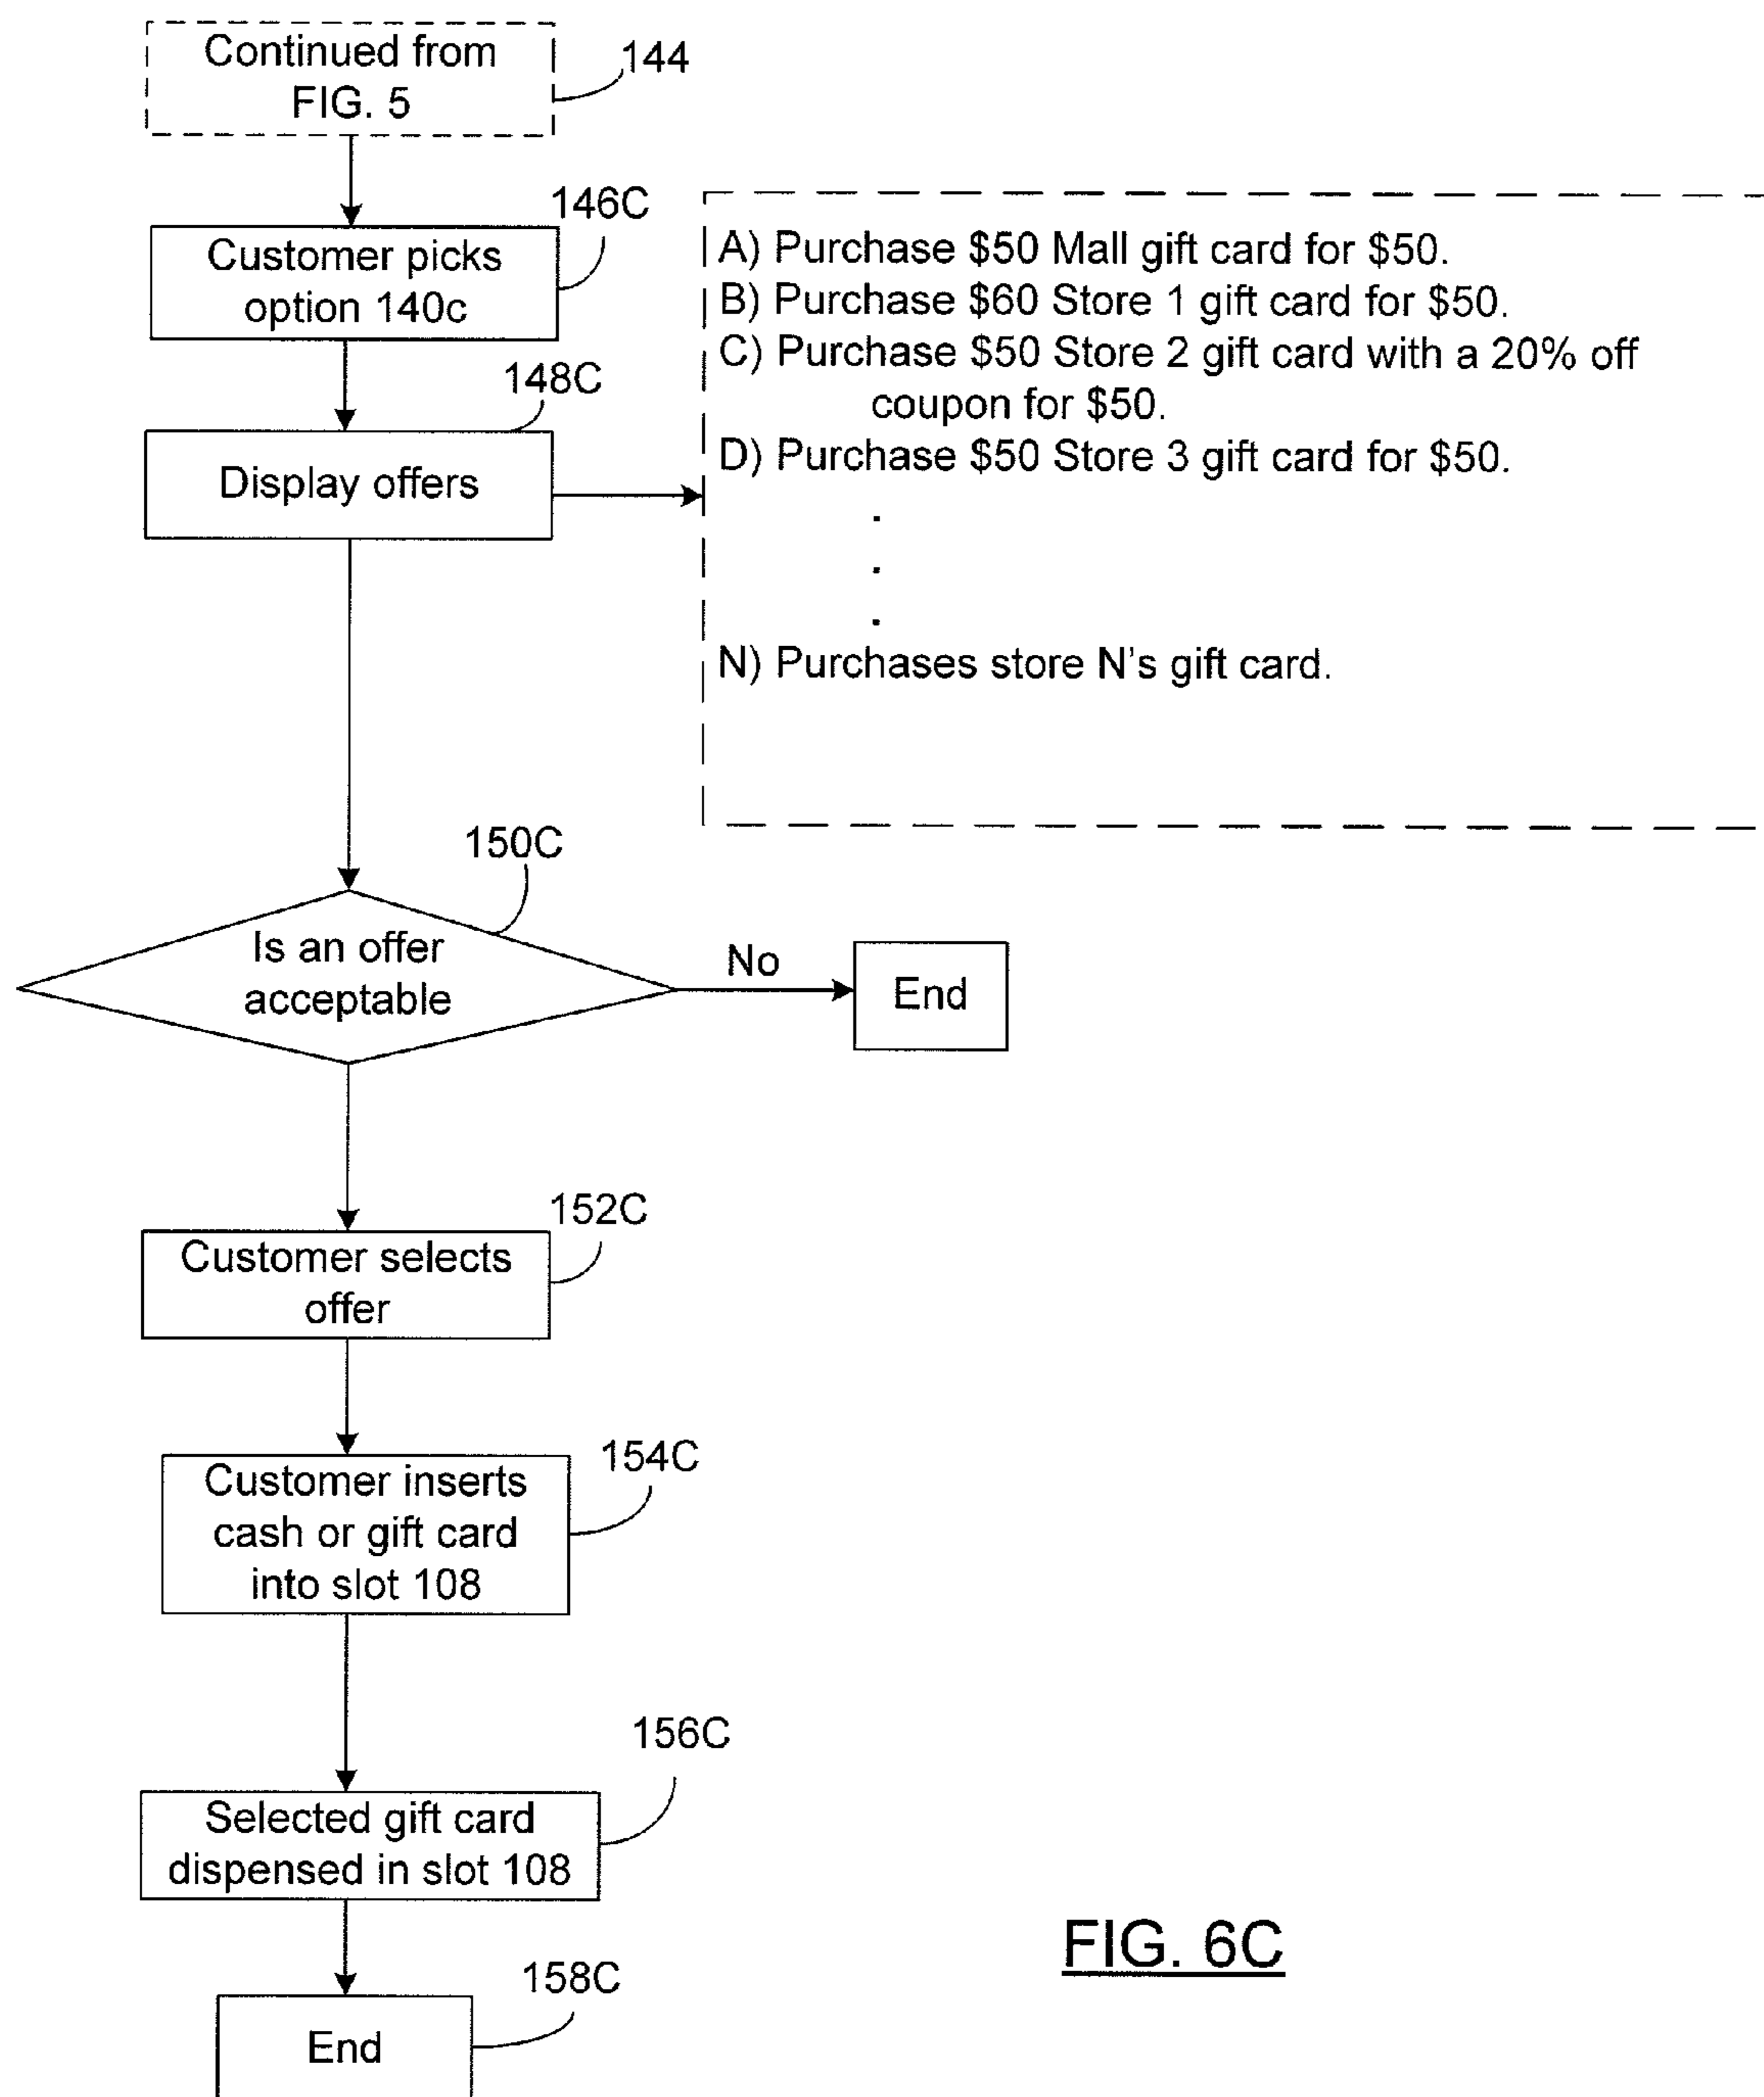 Continued from
FIG. 5
144
146C
Customer picks
option 140c
148C
Display offers
A) Purchase $50 Mall gift card for $50.
B) Purchase $60 Store 1 gift card for $50.
C) Purchase $50 Store 2 gift card with a 20% off
coupon for $50.
D) Purchase $50 Store 3 gift card for $50.
.
.
.
N) Purchases store N's gift card.
150C
Is an offer
acceptable
No
End
152C
Customer selects
offer
154C
Customer inserts
cash or gift card
into slot 108
156C
Selected gift card
dispensed in slot 108
158C
End
FIG. 6C